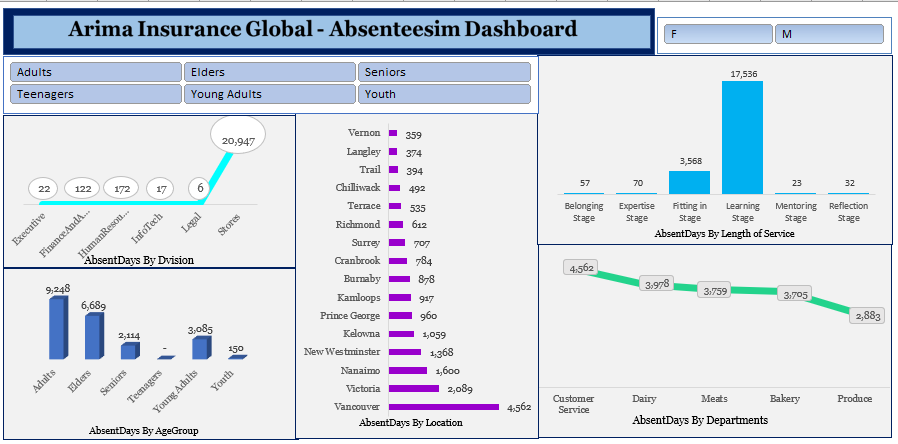 Arima Insurance Global - Absenteesim Dashboard
F M
Adults Elders Seniors
Teenagers Young Adults Youth
22 122 172 17 6 20,947
Executive FinanceAndA... HumanResou... InfoTech Legal Stores
AbsentDays By Dvision
9,248 6,689 2,114 - 3,085 150
Adults Elders Seniors Teenagers Young Adults Youth
AbsentDays By AgeGroup
Vernon 359
Langley 374
Trail 394
Chilliwack 492
Terrace 535
Richmond 612
Surrey 707
Cranbrook 784
Burnaby 878
Kamloops 917
Prince George 960
Kelowna 1,059
New Westminster 1,368
Nanaimo 1,600
Victoria 2,089
Vancouver 4,562
AbsentDays By Location
57 70 3,568 17,536 23 32
Belonging Stage Expertise Stage Fitting in Stage Learning Stage Mentoring Stage Reflection Stage
AbsentDays By Length of Service
4,562 3,978 3,759 3,705 2,883
Customer Service Dairy Meats Bakery Produce
AbsentDays By Departments